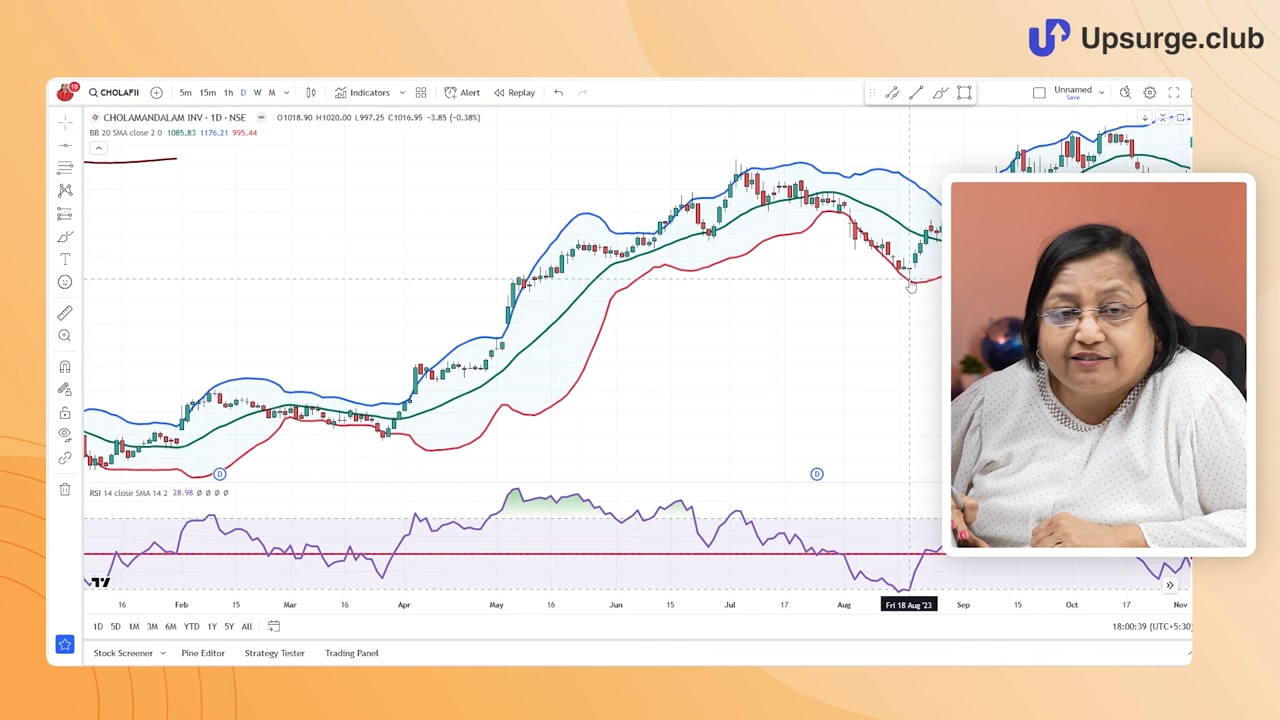 Upsurge.club
10
CHOLAFII
5m 15m 1h D W M
Indicators
Alert
Replay
Unnamed
Save
CHOLAMANDALAM INV · 1D · NSE O1018.90 H1020.00 L997.25 C1016.95 -3.85 (-0.38%)
BB 20 SMA close 2 0 1085.83 1176.21 995.44
D
D
RSI 14 close SMA 14 2 28.98 Ø Ø Ø Ø
16 Feb 15 Mar 16 Apr May 16 Jun 15 Jul 17 Aug Fri 18 Aug '23 Sep 15 Oct 17 Nov
1D 5D 1M 3M 6M YTD 1Y 5Y All
18:00:39 (UTC+5:30)
Stock Screener Pine Editor Strategy Tester Trading Panel